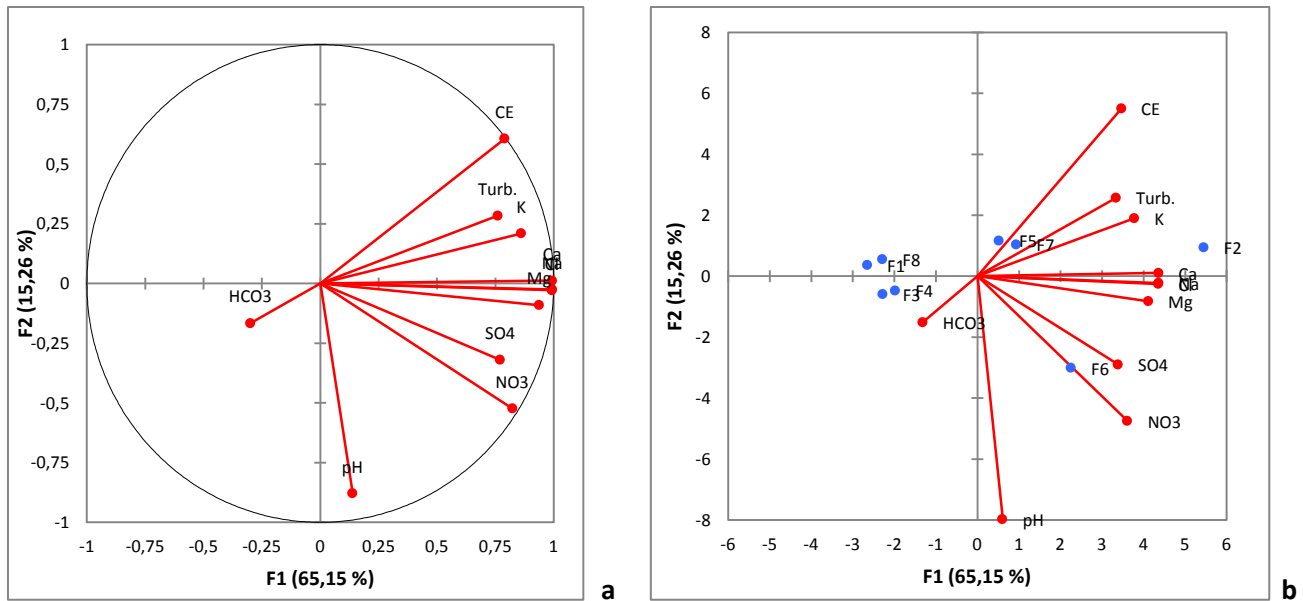 1
0,75
0,5
0,25
0
-0,25
-0,5
-0,75
-1
-1 -0,75 -0,5 -0,25 0 0,25 0,5 0,75 1
F2 (15,26 %)
F1 (65,15 %)
CE
Turb.
K
Ca
Na
Cl
Mg
HCO3
SO4
NO3
pH
a
8
6
4
2
0
-2
-4
-6
-8
-6 -5 -4 -3 -2 -1 0 1 2 3 4 5 6
F2 (15,26 %)
F1 (65,15 %)
CE
Turb.
K
F5 F7
F2
F8
F1
Ca
Na
Cl
Mg
F3 F4
HCO3
F6
SO4
NO3
pH
b